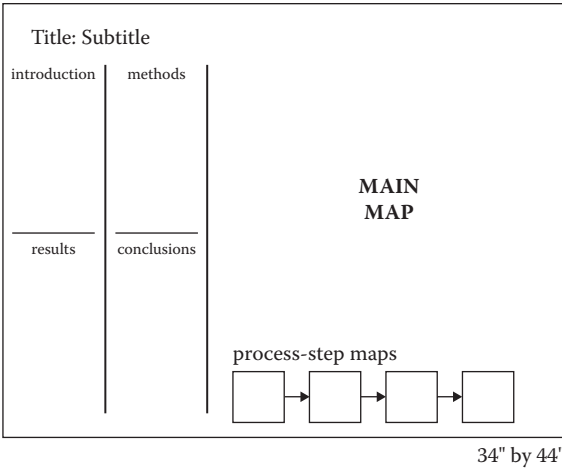 Title: Subtitle
introduction
methods
results
conclusions
MAIN
MAP
process-step maps
34" by 44"